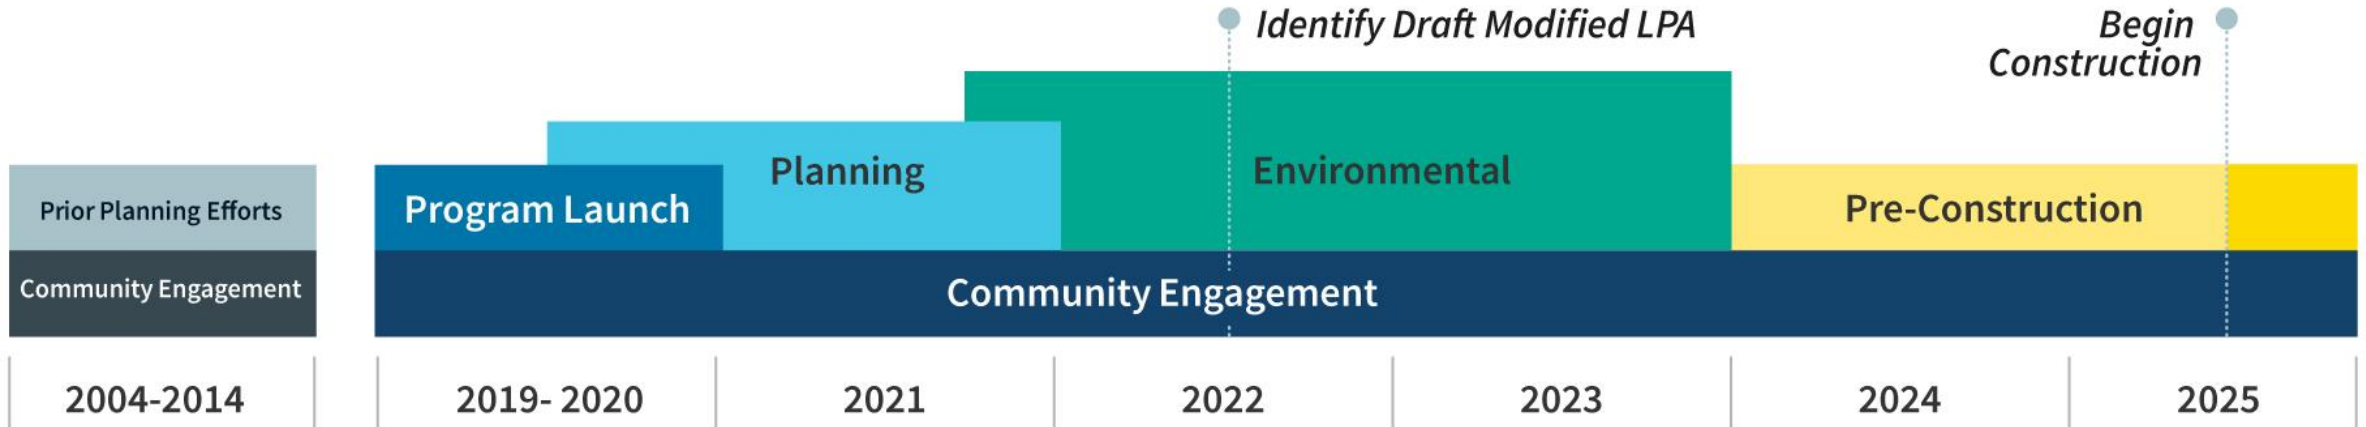 Identify Draft Modified LPA
Begin
Construction
Planning
Environmental
Prior Planning Efforts
Program Launch
Pre-Construction
Community Engagement
Community Engagement
2004-2014
2019- 2020
2021
2022
2023
2024
2025